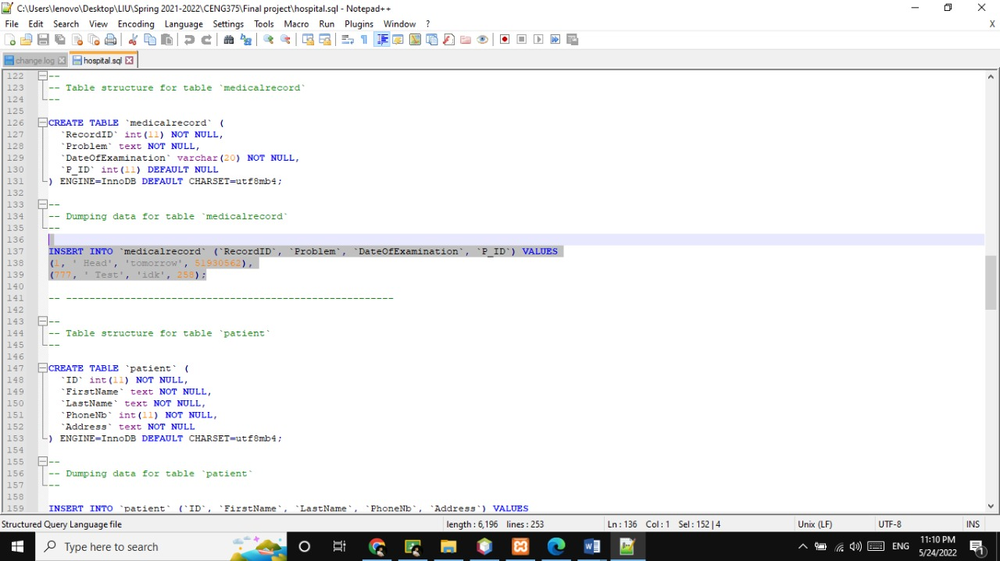 C:\Users\lenovo\Desktop\LIU\Spring 2021-2022\CENG375\Final project\hospital.sql - Notepad++
File Edit Search View Encoding Language Settings Tools Macro Run Plugins Window ? X
change.log hospital.sql
122 --
123 -- Table structure for table `medicalrecord`
124 --
125
126 CREATE TABLE `medicalrecord` (
127 `RecordID` int(11) NOT NULL,
128 `Problem` text NOT NULL,
129 `DateOfExamination` varchar(20) NOT NULL,
130 `P_ID` int(11) DEFAULT NULL
131 ) ENGINE=InnoDB DEFAULT CHARSET=utf8mb4;
132
133 --
134 -- Dumping data for table `medicalrecord`
135 --
136
137 INSERT INTO `medicalrecord` (`RecordID`, `Problem`, `DateOfExamination`, `P_ID`) VALUES
138 (1, ' Head', 'tomorrow', 51930562),
139 (777, ' Test', 'idk', 258);
140
141 -- --------------------------------------------------------
142
143 --
144 -- Table structure for table `patient`
145 --
146
147 CREATE TABLE `patient` (
148 `ID` int(11) NOT NULL,
149 `FirstName` text NOT NULL,
150 `LastName` text NOT NULL,
151 `PhoneNb` int(11) NOT NULL,
152 `Address` text NOT NULL
153 ) ENGINE=InnoDB DEFAULT CHARSET=utf8mb4;
154
155 --
156 -- Dumping data for table `patient`
157 --
158
159 INSERT INTO `patient` (`ID`, `FirstName`, `LastName`, `PhoneNb`, `Address`) VALUES
Structured Query Language file length : 6,196 lines : 253 Ln : 136 Col : 1 Sel : 152 | 4 Unix (LF) UTF-8 INS
Type here to search ENG 11:10 PM
5/24/2022 1